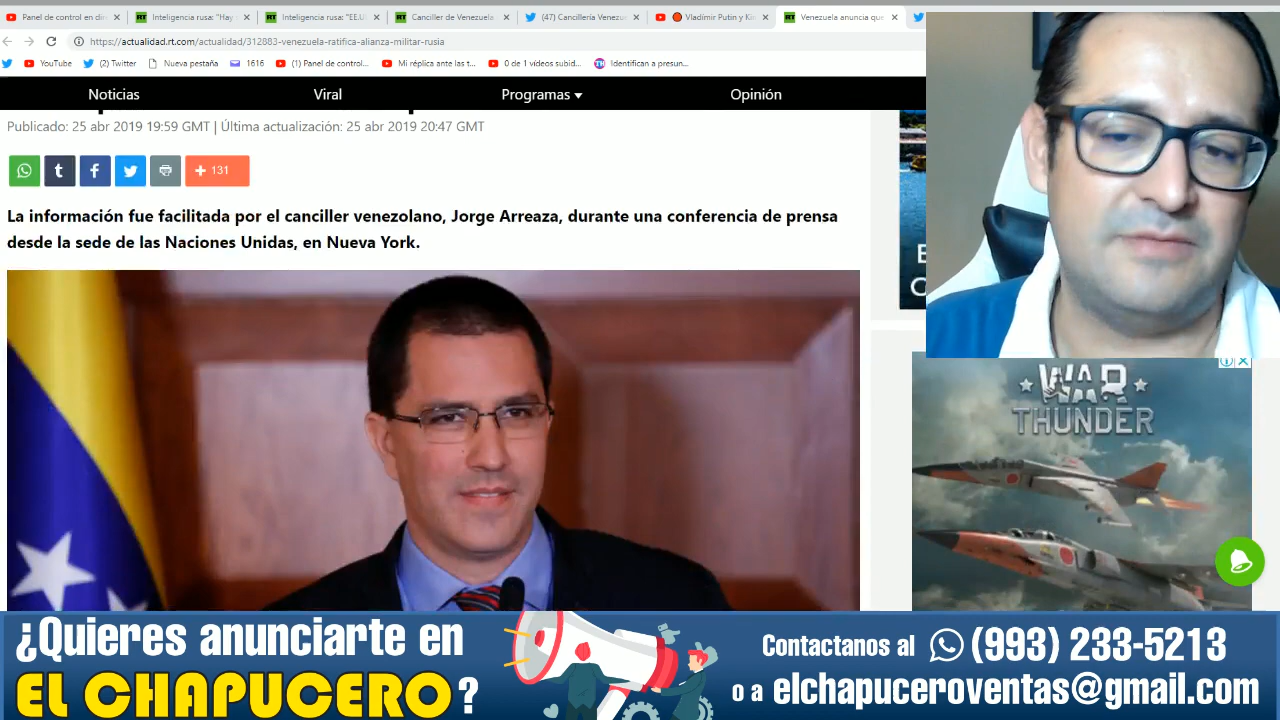 Panel de control en dire
Inteligencia rusa: "Hay
Inteligencia rusa: "EE.U
Canciller de Venezuela
(47) Cancillería Venezu
Vladímir Putin y Ki
Venezuela anuncia que
https://actualidad.rt.com/actualidad/312883-venezuela-ratifica-alianza-militar-rusia
YouTube
(2) Twitter
Nueva pestaña
1616
(1) Panel de control...
Mi réplica ante las t...
0 de 1 vídeos subid...
Identifican a presun...
Noticias
Viral
Programas
Opinión
Publicado: 25 abr 2019 19:59 GMT
Última actualización: 25 abr 2019 20:47 GMT
131
La información fue facilitada por el canciller venezolano, Jorge Arreaza, durante una conferencia de prensa
desde la sede de las Naciones Unidas, en Nueva York.
WAR
THUNDER
¿Quieres anunciarte en
EL CHAPUCERO?
Contactanos al (993) 233-5213
o a elchapuceroventas@gmail.com